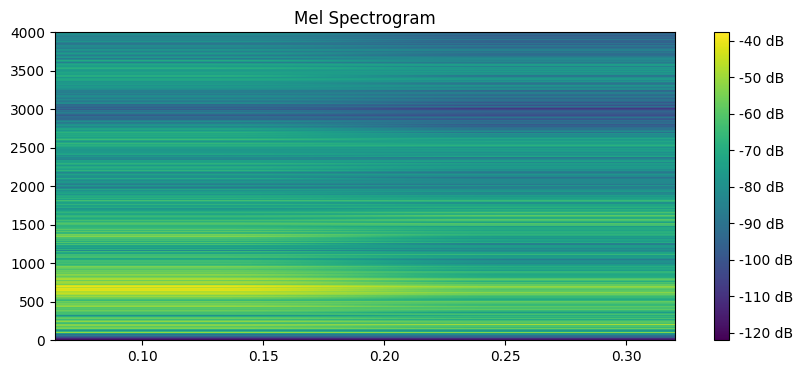 Mel Spectrogram
4000
3500
3000
2500
2000
1500
1000
500
0
0.10 0.15 0.20 0.25 0.30
-40 dB
-50 dB
-60 dB
-70 dB
-80 dB
-90 dB
-100 dB
-110 dB
-120 dB